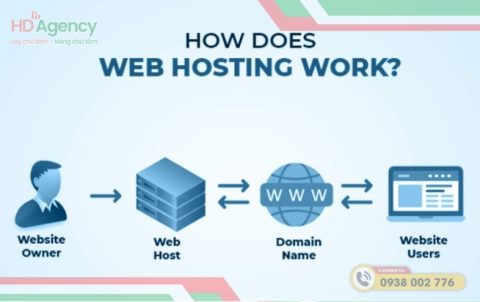 HD Agency
Lấy chữ tâm - Nâng chữ tầm
HOW DOES
WEB HOSTING WORK?
WWW
Website
Owner
Web
Host
Domain
Name
Website
Users
Contact Us
0938 002 776